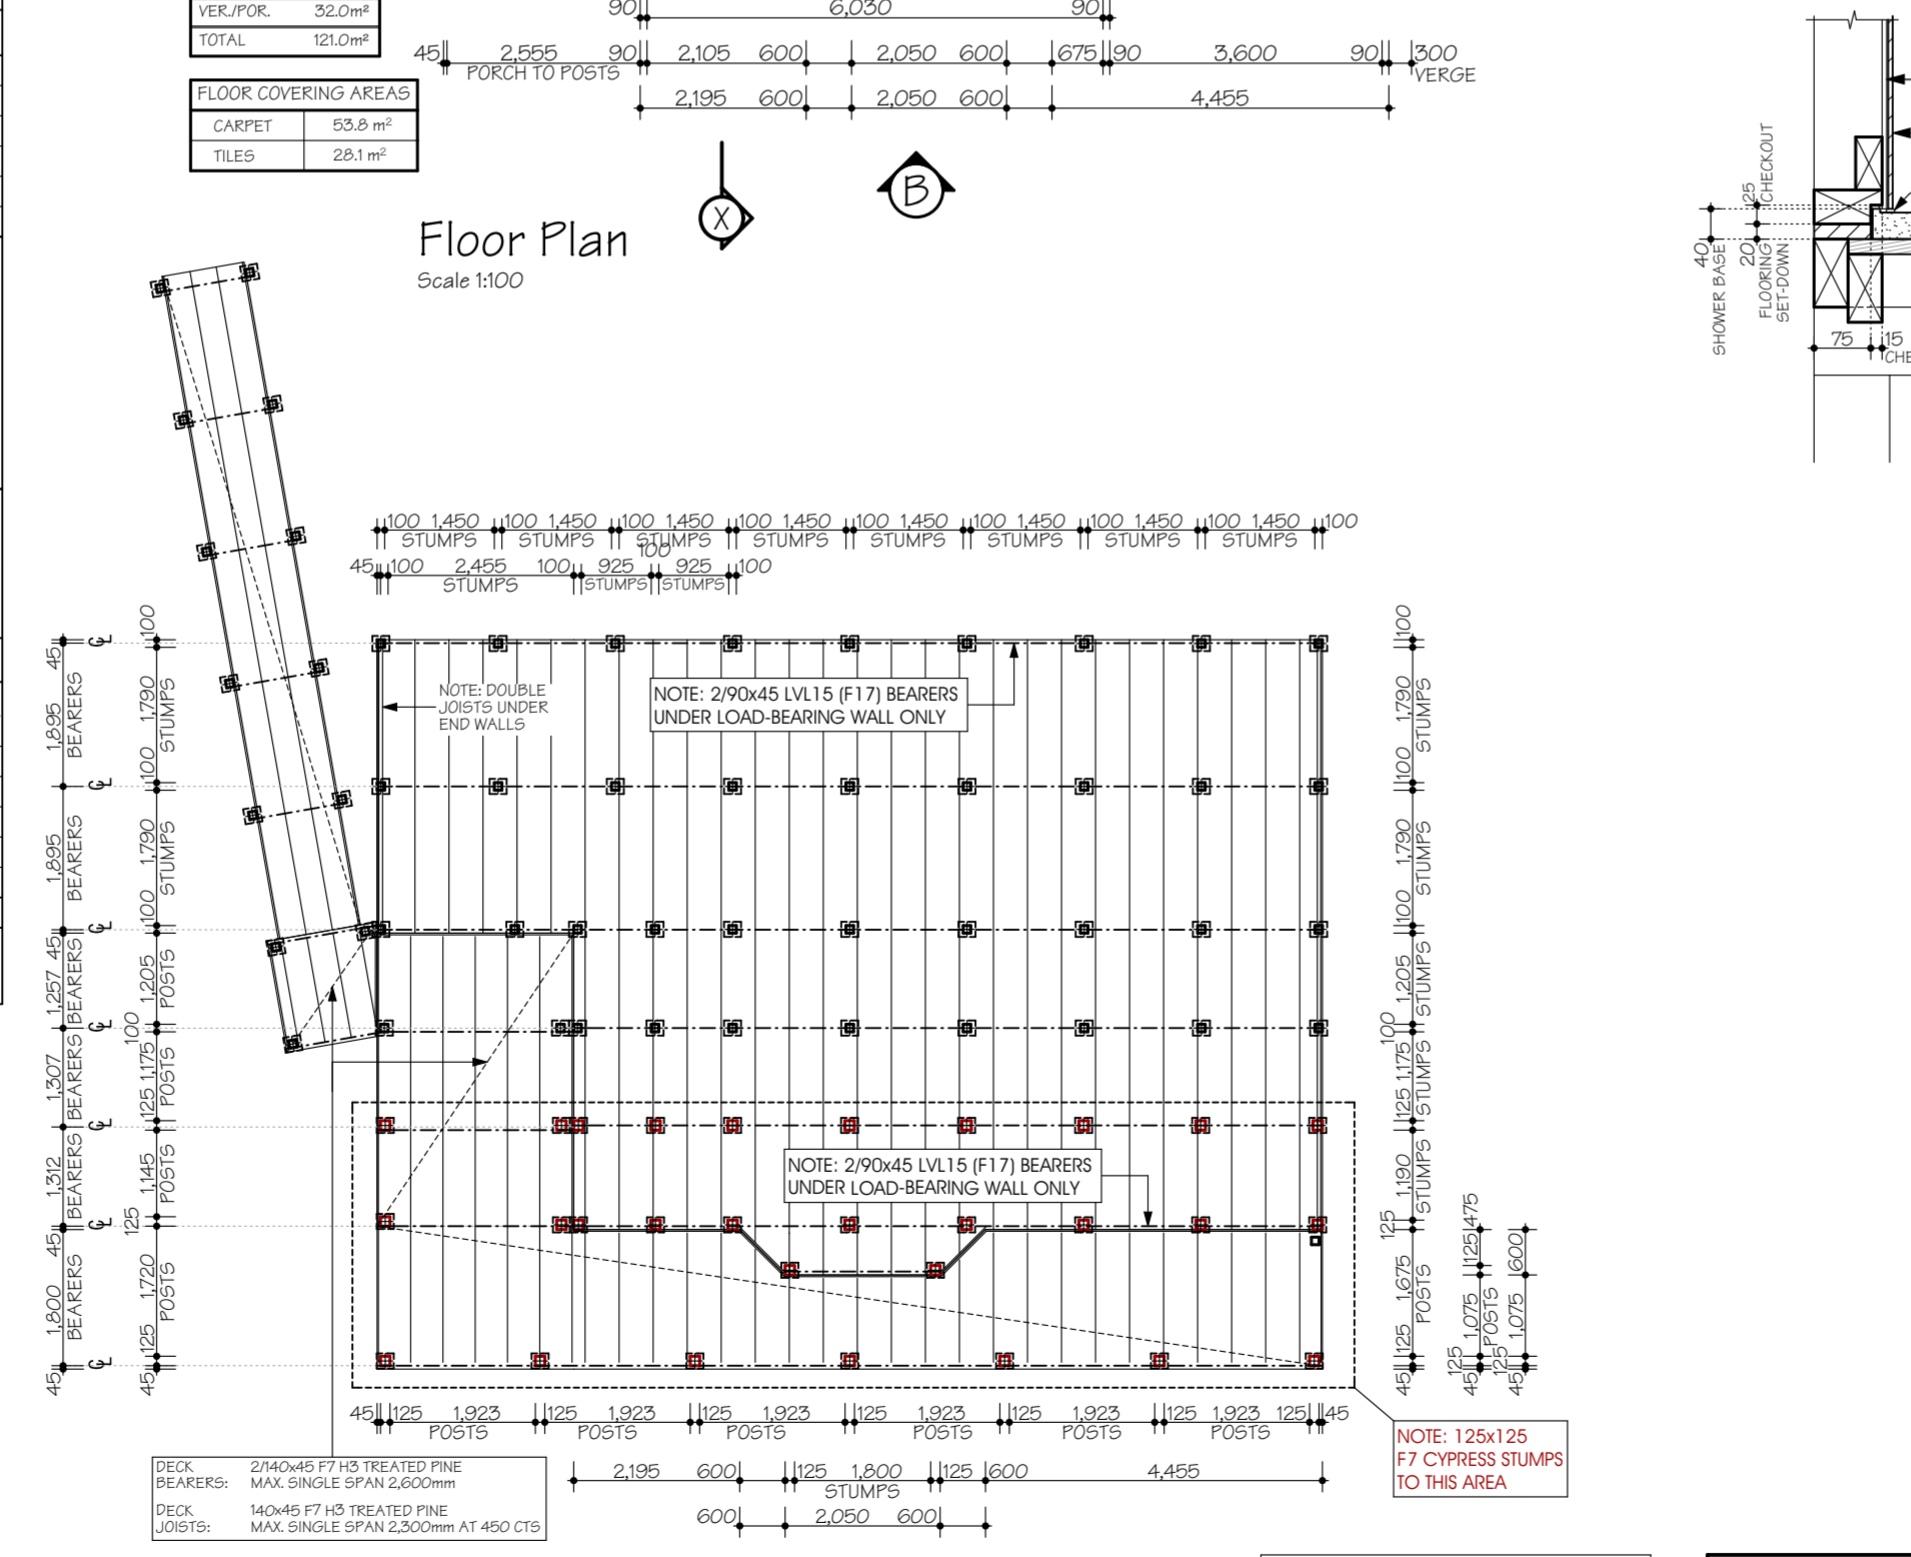 VER./POR. 32.0m²
TOTAL 121.0m²
FLOOR COVERING AREAS
CARPET 53.8 m²
TILES 28.1 m²
90 6,030 90
45 2,555 90 2,105 600 2,050 600 675 90 3,600 90 300
PORCH TO POSTS VERGE
2,195 600 2,050 600 4,455
X
B
Floor Plan
Scale 1:100
25 CHECKOUT
40 SHOWER BASE
20 FLOORING SET-DOWN
75 15
100 1,450 100 1,450 100 1,450 100 1,450 100 1,450 100 1,450 100 1,450 100 1,450 100
STUMPS STUMPS STUMPS STUMPS STUMPS STUMPS STUMPS STUMPS
100
45 100 2,455 100 925 925 100
STUMPS STUMPS STUMPS
45
1,895 BEARERS
1,895 BEARERS
45
1,257 BEARERS
1,307 BEARERS
1,312 BEARERS
45
1,800 BEARERS
45
100
1,790 STUMPS
100
1,790 STUMPS
100
1,205 POSTS
100
1,175 POSTS
125
1,145 POSTS
125
1,720 POSTS
125
45
NOTE: DOUBLE
JOISTS UNDER
END WALLS
NOTE: 2/90x45 LVL15 (F17) BEARERS
UNDER LOAD-BEARING WALL ONLY
NOTE: 2/90x45 LVL15 (F17) BEARERS
UNDER LOAD-BEARING WALL ONLY
100
1,790 STUMPS
100
1,790 STUMPS
100
1,205 STUMPS
100
1,175 STUMPS
125
1,190 STUMPS
125
1,675 POSTS
125
45
475
125
1,075 POSTS
125
45
600
1,075
125
45
45 125 1,923 125 1,923 125 1,923 125 1,923 125 1,923 125 1,923 125 45
POSTS POSTS POSTS POSTS POSTS POSTS
2,195 600 125 1,800 125 600 4,455
STUMPS
600 2,050 600
NOTE: 125x125
F7 CYPRESS STUMPS
TO THIS AREA
DECK 2/140x45 F7 H3 TREATED PINE
BEARERS: MAX. SINGLE SPAN 2,600mm
DECK 140x45 F7 H3 TREATED PINE
JOISTS: MAX. SINGLE SPAN 2,300mm AT 450 CTS